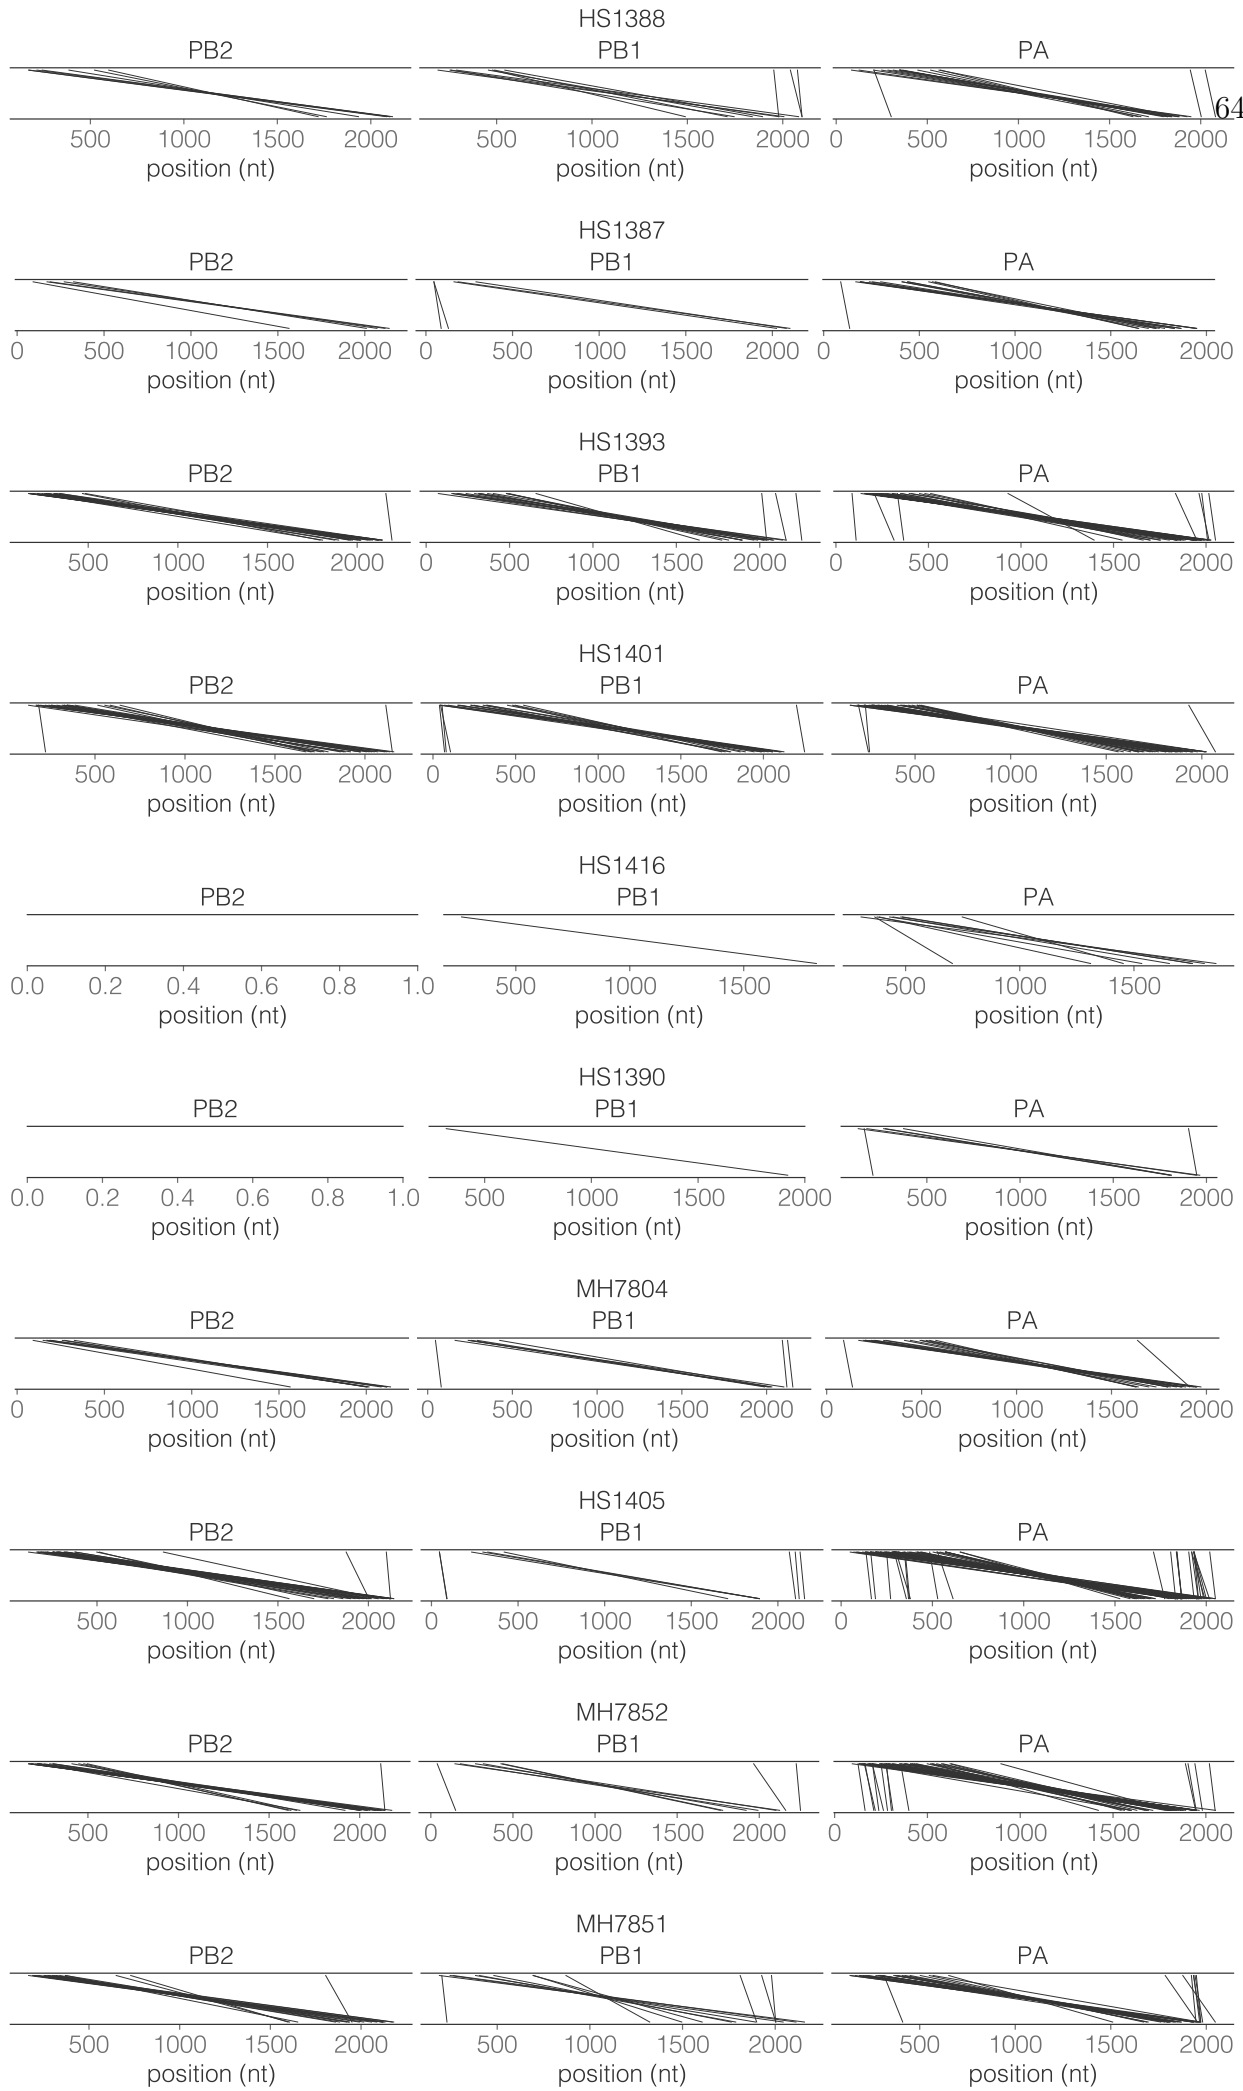 HS1388
PB2 PB1 PA
64
500 1000 1500 2000 500 1000 1500 2000 0 500 1000 1500 2000
position (nt) position (nt) position (nt)
HS1387
PB2 PB1 PA
0 500 1000 1500 2000 0 500 1000 1500 2000 0 500 1000 1500 2000
position (nt) position (nt) position (nt)
HS1393
PB2 PB1 PA
500 1000 1500 2000 0 500 1000 1500 2000 0 500 1000 1500 2000
position (nt) position (nt) position (nt)
HS1401
PB2 PB1 PA
500 1000 1500 2000 0 500 1000 1500 2000 500 1000 1500 2000
position (nt) position (nt) position (nt)
HS1416
PB2 PB1 PA
0.0 0.2 0.4 0.6 0.8 1.0 500 1000 1500 500 1000 1500
position (nt) position (nt) position (nt)
HS1390
PB2 PB1 PA
0.0 0.2 0.4 0.6 0.8 1.0 500 1000 1500 2000 500 1000 1500 2000
position (nt) position (nt) position (nt)
MH7804
PB2 PB1 PA
0 500 1000 1500 2000 0 500 1000 1500 2000 0 500 1000 1500 2000
position (nt) position (nt) position (nt)
HS1405
PB2 PB1 PA
500 1000 1500 2000 0 500 1000 1500 2000 0 500 1000 1500 2000
position (nt) position (nt) position (nt)
MH7852
PB2 PB1 PA
500 1000 1500 2000 0 500 1000 1500 2000 0 500 1000 1500 2000
position (nt) position (nt) position (nt)
MH7851
PB2 PB1 PA
500 1000 1500 2000 500 1000 1500 2000 500 1000 1500 2000
position (nt) position (nt) position (nt)